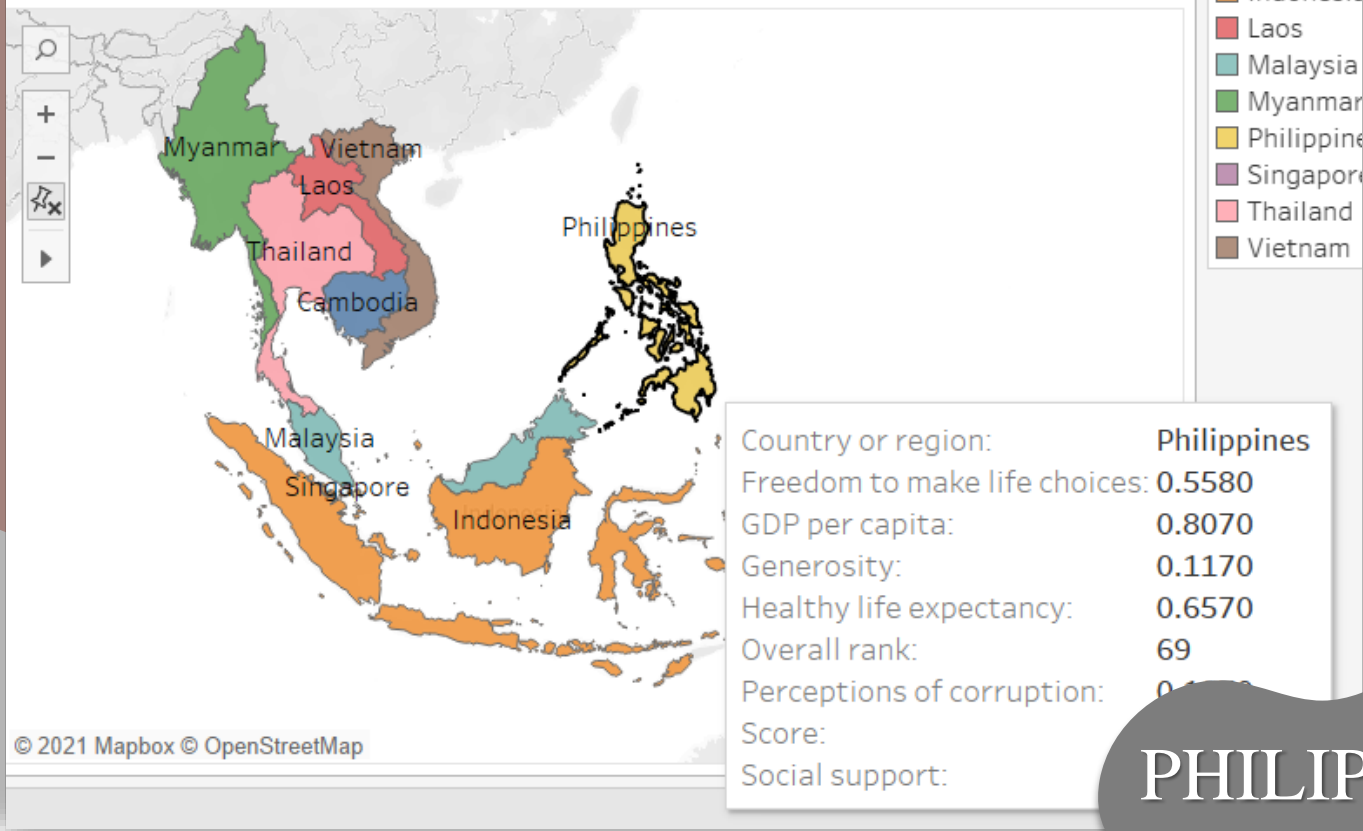 Laos
Malaysia
Myanmar
Philippine
Singapore
Thailand
Vietnam
Myanmar
Vietnam
Laos
Thailand
Cambodia
Philippines
Malaysia
Singapore
Indonesia
Country or region: Philippines
Freedom to make life choices: 0.5580
GDP per capita: 0.8070
Generosity: 0.1170
Healthy life expectancy: 0.6570
Overall rank: 69
Perceptions of corruption:
Score:
Social support:
© 2021 Mapbox © OpenStreetMap
PHILIP